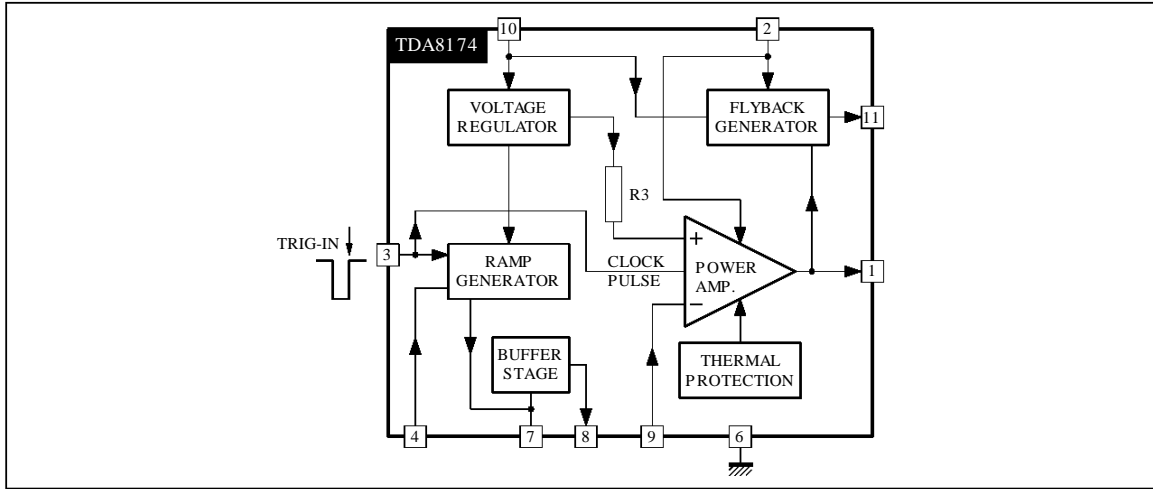 TDA8174
10
2
VOLTAGE
REGULATOR
FLYBACK
GENERATOR
11
R3
TRIG-IN
3
RAMP
GENERATOR
CLOCK
PULSE
+
POWER
AMP.
−
1
BUFFER
STAGE
THERMAL
PROTECTION
4
7
8
9
6